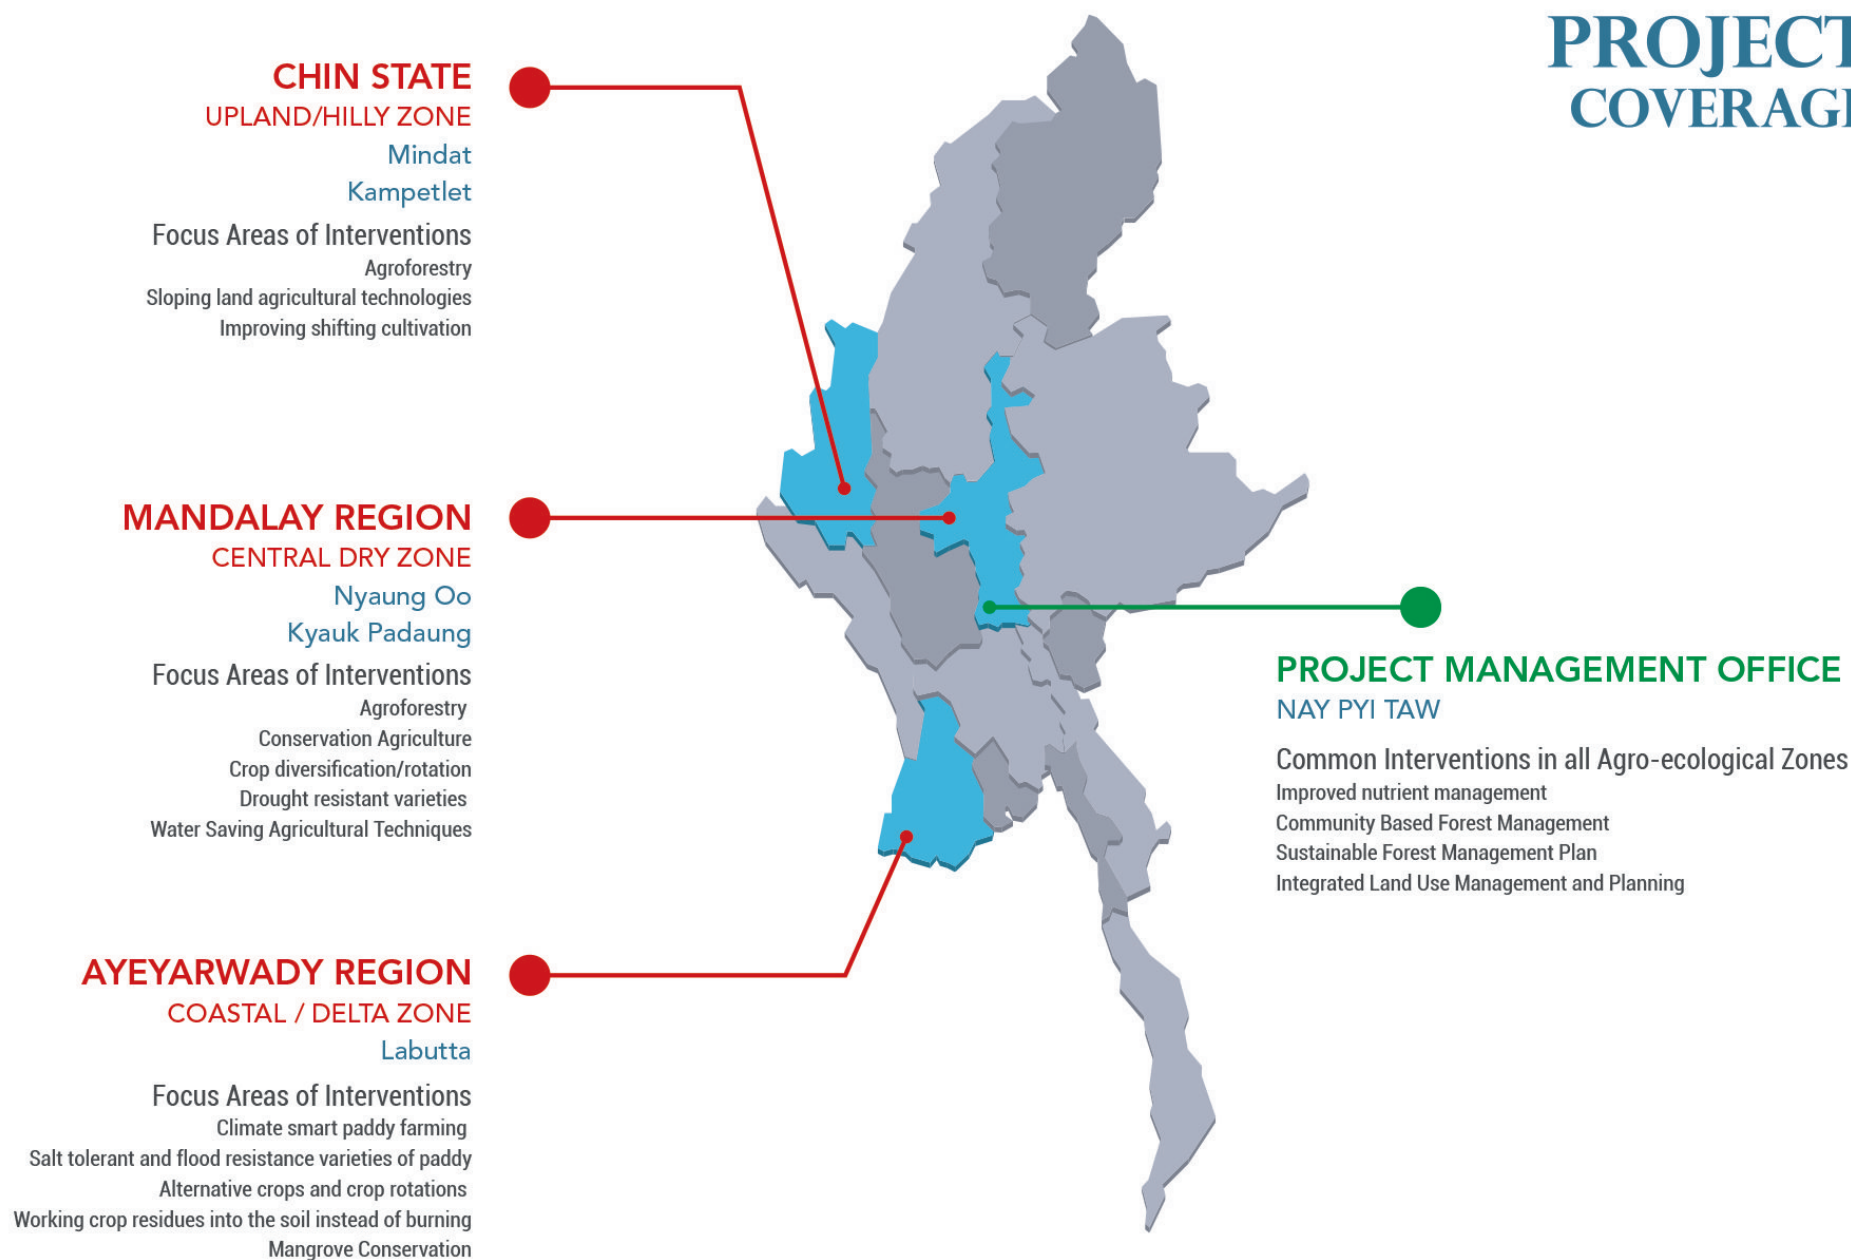 PROJECT
COVERAGE
CHIN STATE
UPLAND/HILLY ZONE
Mindat
Kampetlet
Focus Areas of Interventions
Agroforestry
Sloping land agricultural technologies
Improving shifting cultivation
MANDALAY REGION
CENTRAL DRY ZONE
Nyaung Oo
Kyauk Padaung
Focus Areas of Interventions
Agroforestry
Conservation Agriculture
Crop diversification/rotation
Drought resistant varieties
Water Saving Agricultural Techniques
AYEYARWADY REGION
COASTAL / DELTA ZONE
Labutta
Focus Areas of Interventions
Climate smart paddy farming
Salt tolerant and flood resistance varieties of paddy
Alternative crops and crop rotations
Working crop residues into the soil instead of burning
Mangrove Conservation
PROJECT MANAGEMENT OFFICE
NAY PYI TAW
Common Interventions in all Agro-ecological Zones
Improved nutrient management
Community Based Forest Management
Sustainable Forest Management Plan
Integrated Land Use Management and Planning